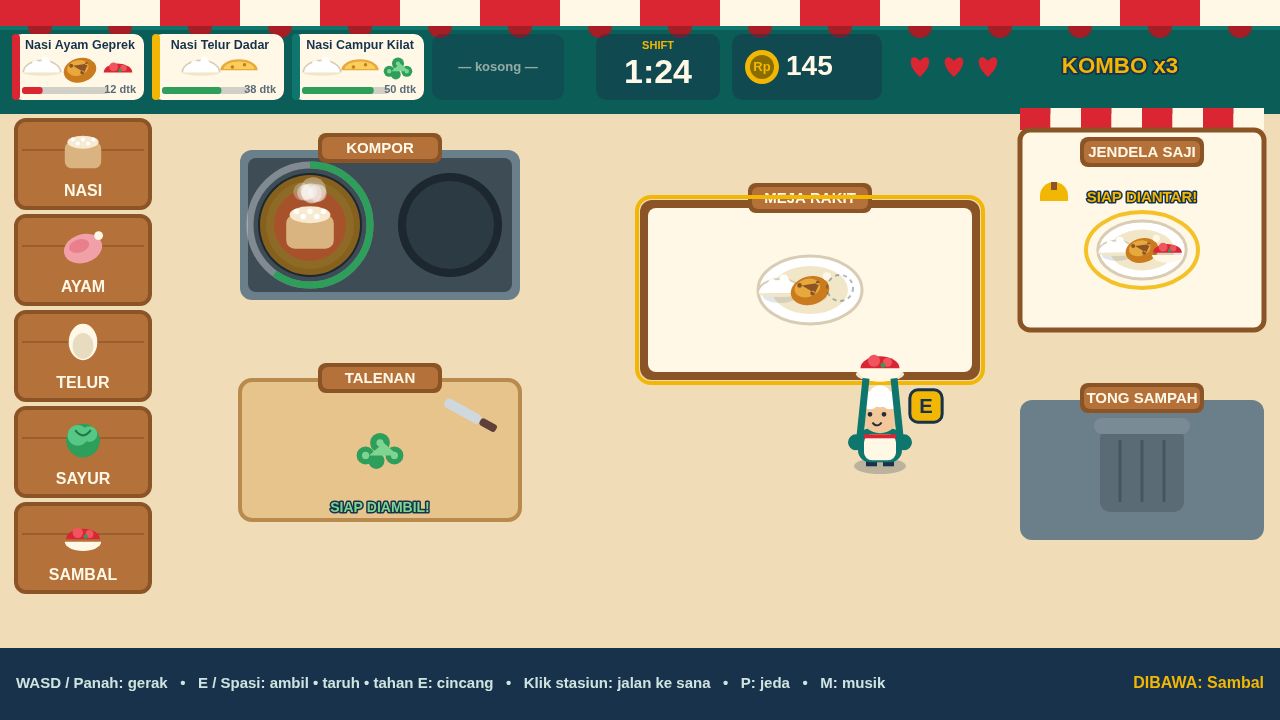 Nasi Ayam Geprek
12 dtk
Nasi Telur Dadar
38 dtk
Nasi Campur Kilat
50 dtk
— kosong —
SHIFT
1:24
Rp
145
KOMBO x3
NASI
AYAM
TELUR
SAYUR
SAMBAL
KOMPOR
TALENAN
SIAP DIAMBIL!
MEJA RAKIT
E
JENDELA SAJI
SIAP DIANTAR!
TONG SAMPAH
WASD / Panah: gerak • E / Spasi: ambil • taruh • tahan E: cincang • Klik stasiun: jalan ke sana • P: jeda • M: musik
DIBAWA: Sambal